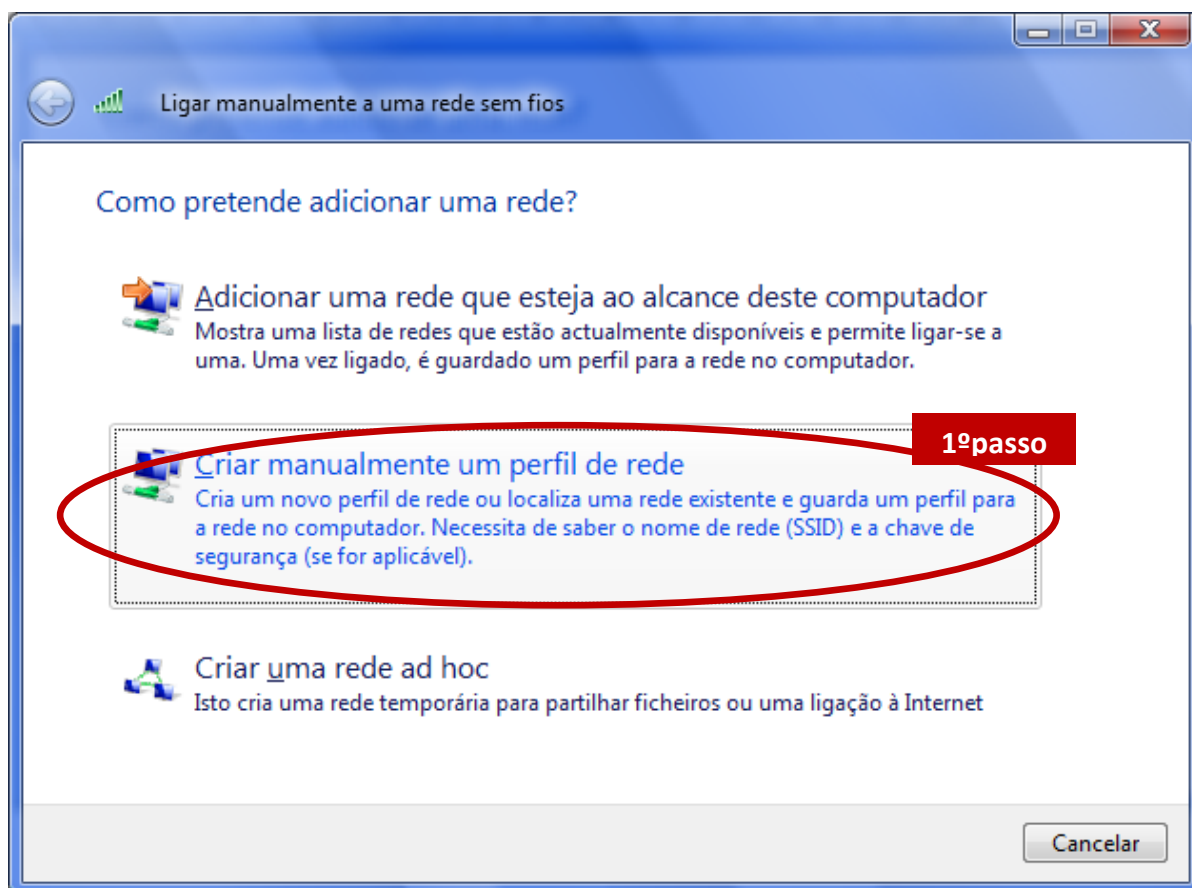 Ligar manualmente a uma rede sem fios
Como pretende adicionar uma rede?
Adicionar uma rede que esteja ao alcance deste computador
Mostra uma lista de redes que estão actualmente disponíveis e permite ligar-se a
uma. Uma vez ligado, é guardado um perfil para a rede no computador.
1ºpasso
Criar manualmente um perfil de rede
Cria um novo perfil de rede ou localiza uma rede existente e guarda um perfil para
a rede no computador. Necessita de saber o nome de rede (SSID) e a chave de
segurança (se for aplicável).
Criar uma rede ad hoc
Isto cria uma rede temporária para partilhar ficheiros ou uma ligação à Internet
Cancelar